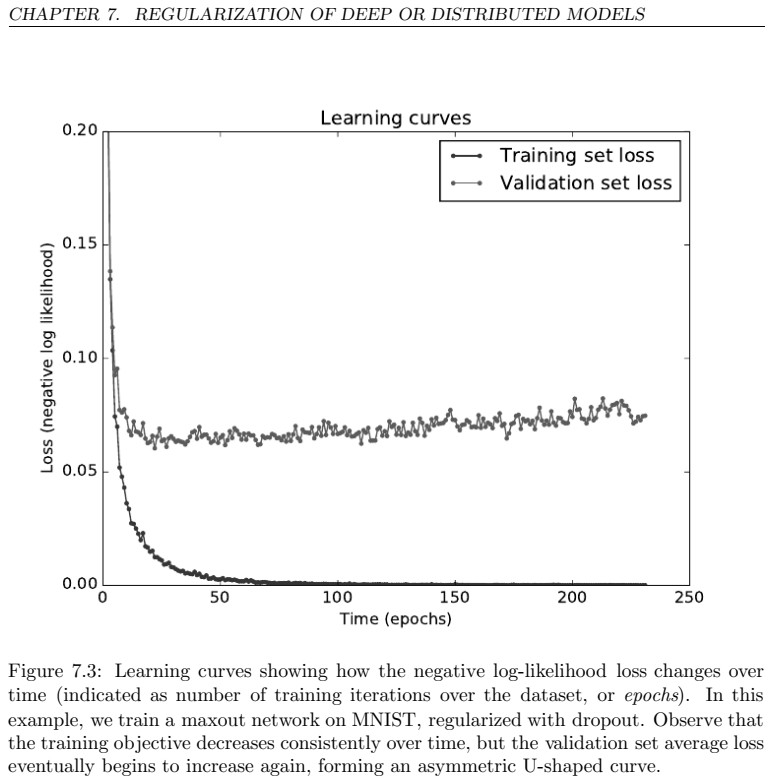 CHAPTER 7. REGULARIZATION OF DEEP OR DISTRIBUTED MODELS
Learning curves
0.20
Training set loss
Validation set loss
0.15
Loss (negative log likelihood)
0.10
0.05
0.00
0 50 100 150 200 250
Time (epochs)
Figure 7.3: Learning curves showing how the negative log-likelihood loss changes over
time (indicated as number of training iterations over the dataset, or epochs). In this
example, we train a maxout network on MNIST, regularized with dropout. Observe that
the training objective decreases consistently over time, but the validation set average loss
eventually begins to increase again, forming an asymmetric U-shaped curve.